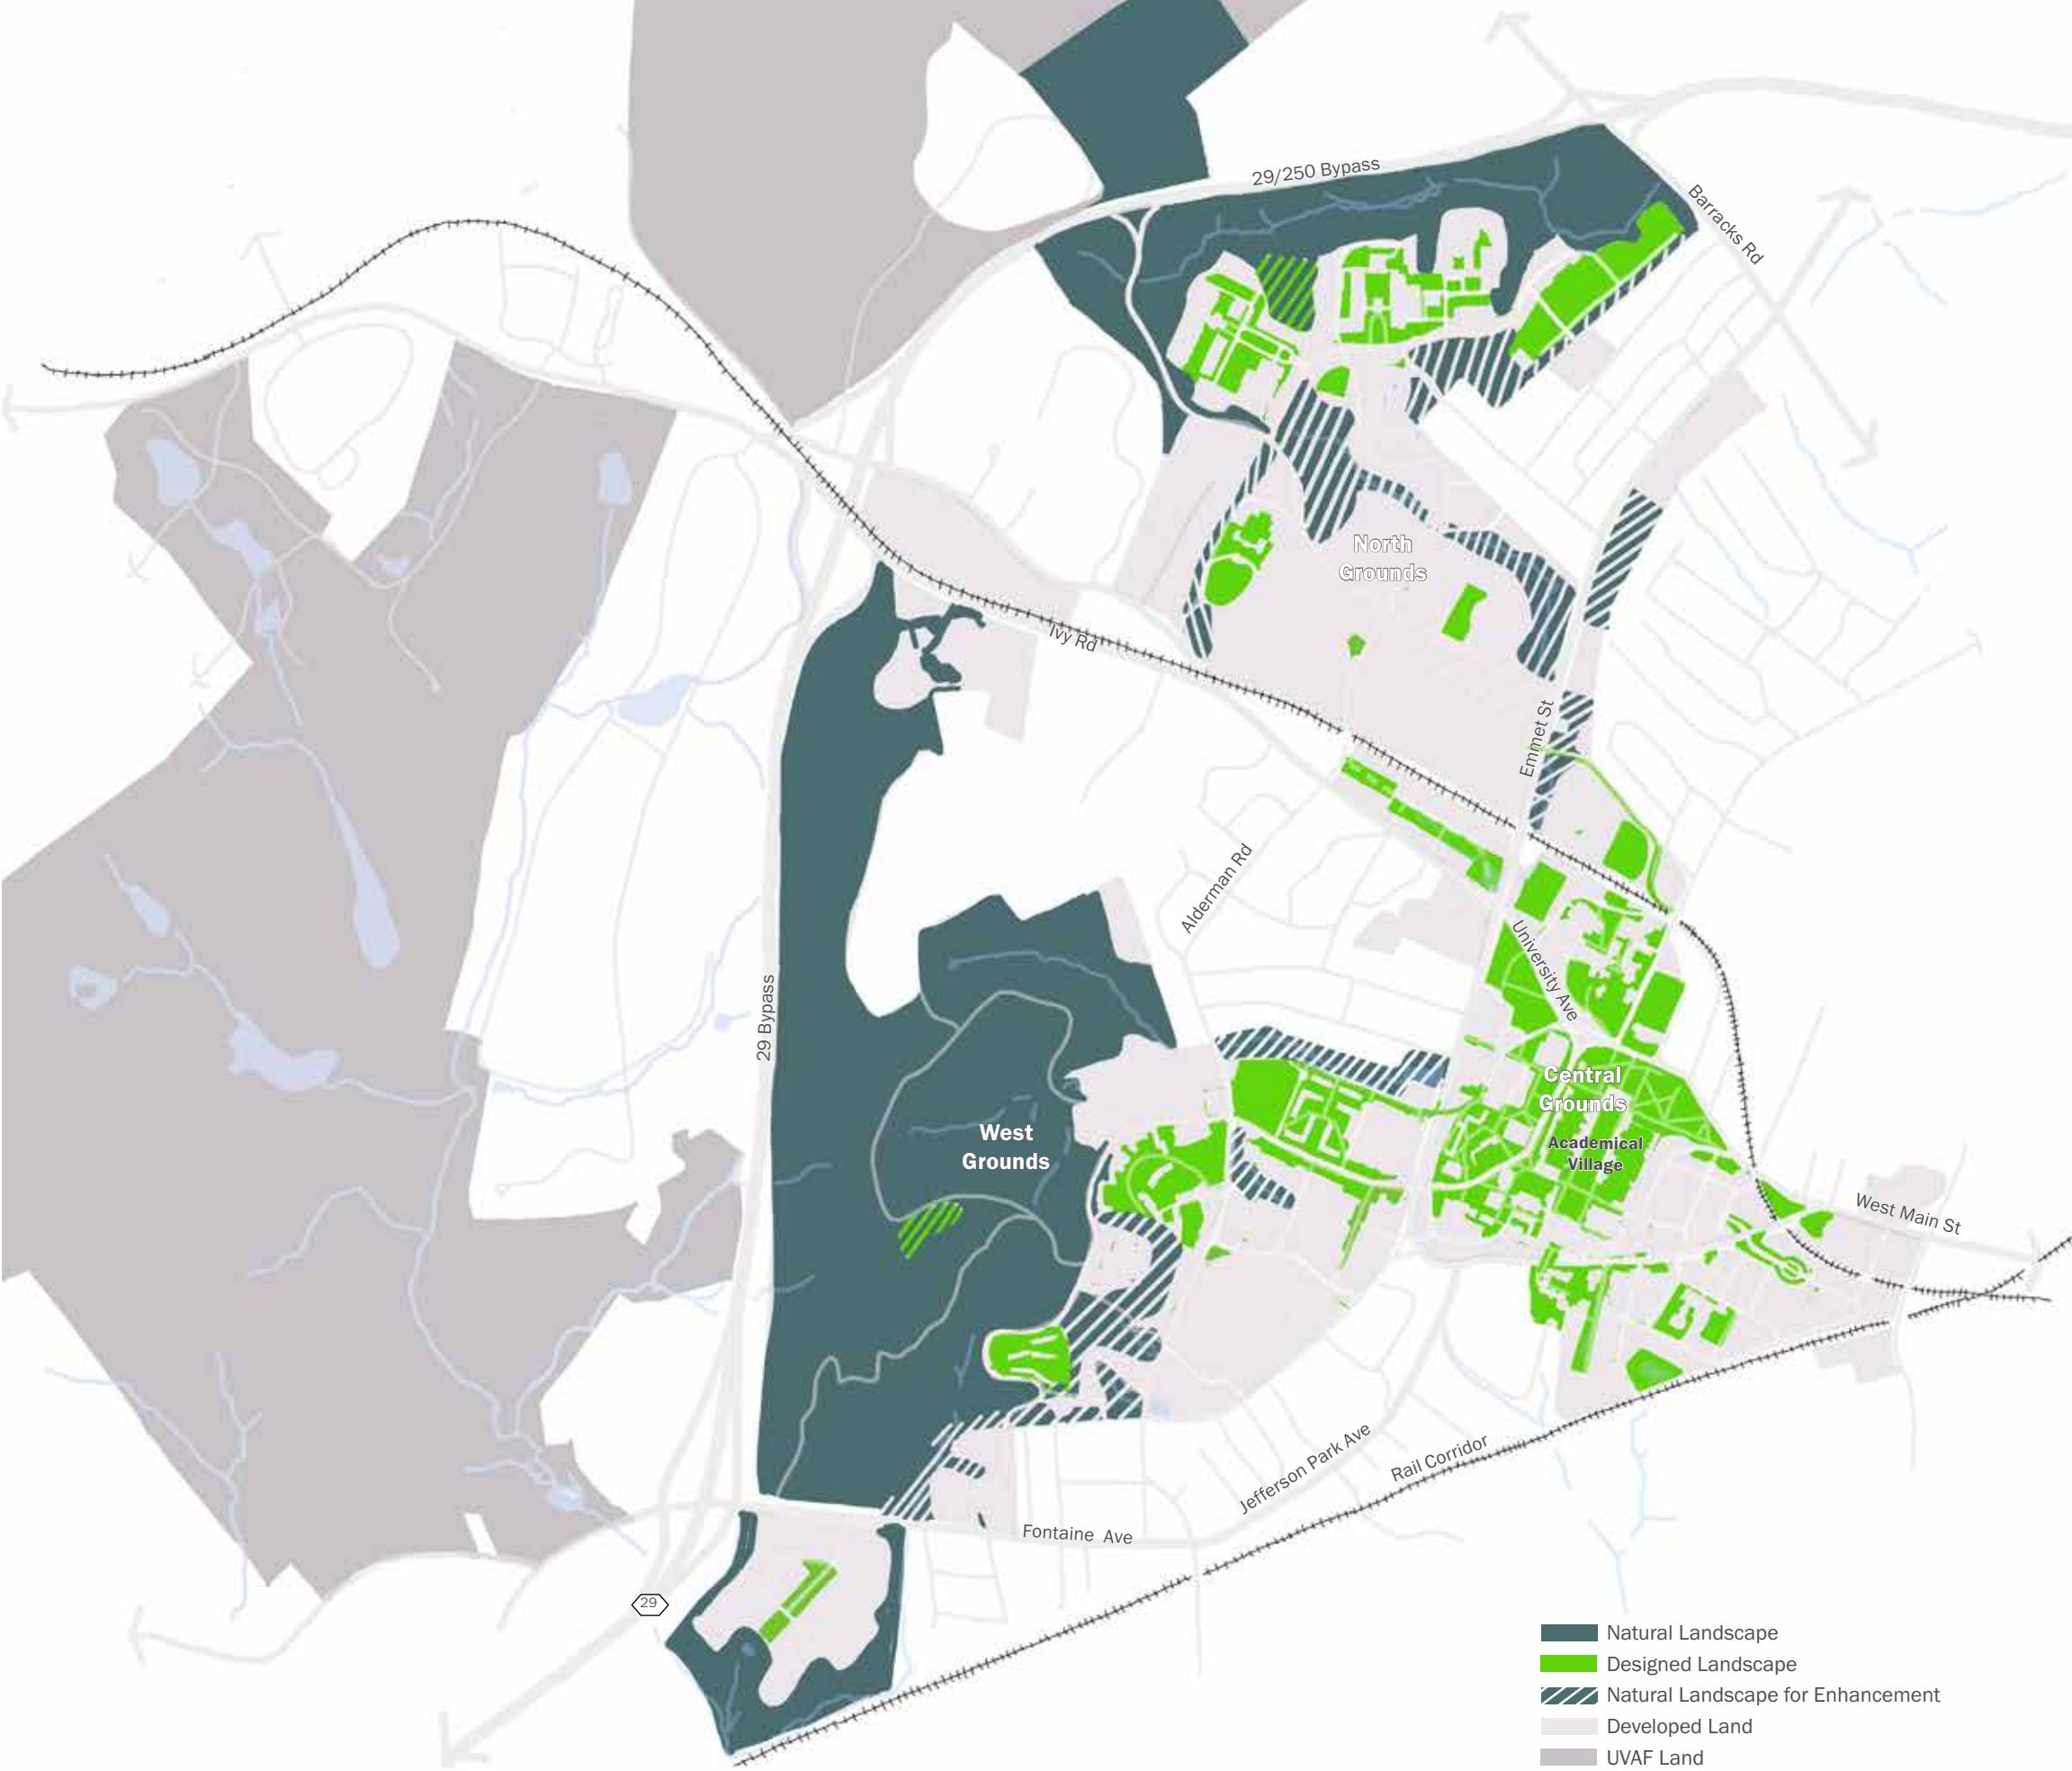 29/250 Bypass
Barracks Rd
North
Grounds
Ivy Rd
Emmet St
Alderman Rd
University Ave
29 Bypass
Central
Grounds
West
Grounds
Academical
Village
West Main St
Jefferson Park Ave
Rail Corridor
Fontaine Ave
29
Natural Landscape
Designed Landscape
Natural Landscape for Enhancement
Developed Land
UVAF Land